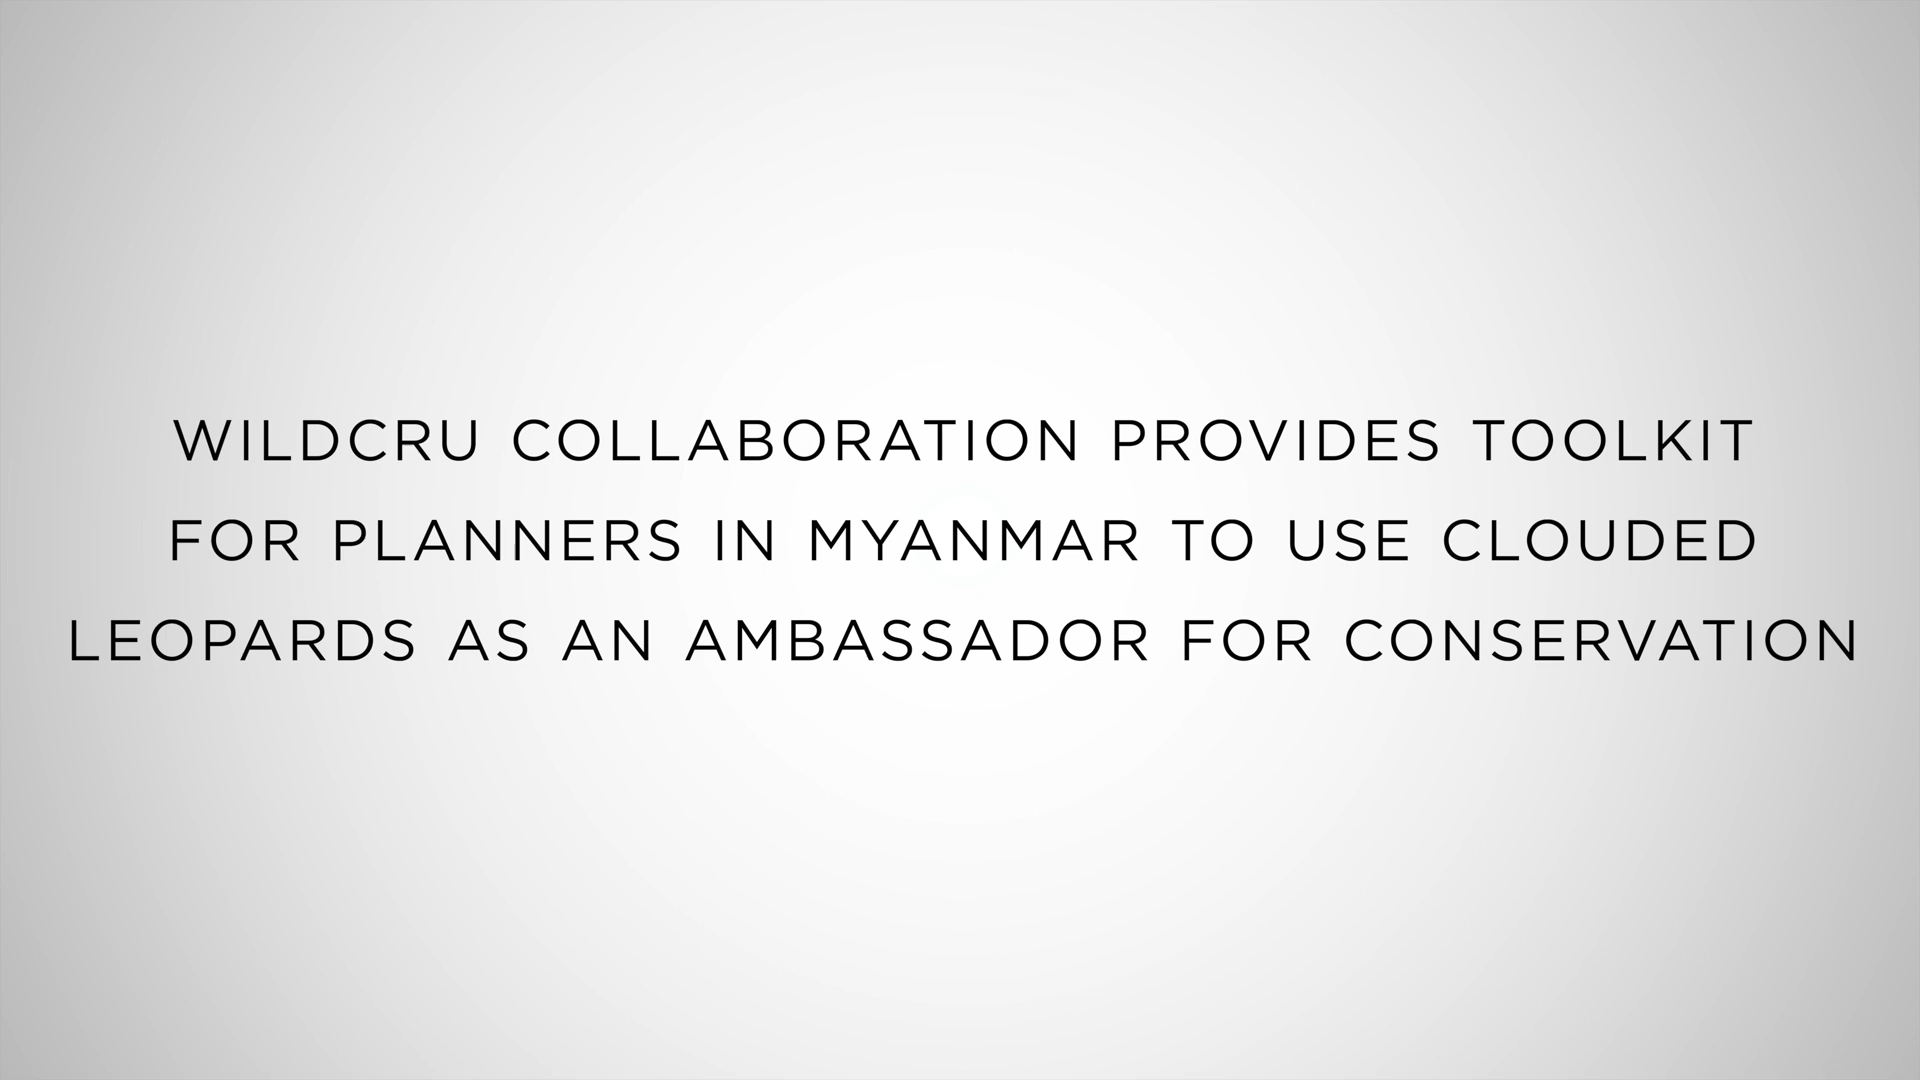 WILDCRU COLLABORATION PROVIDES TOOLKIT
FOR PLANNERS IN MYANMAR TO USE CLOUDED
LEOPARDS AS AN AMBASSADOR FOR CONSERVATION